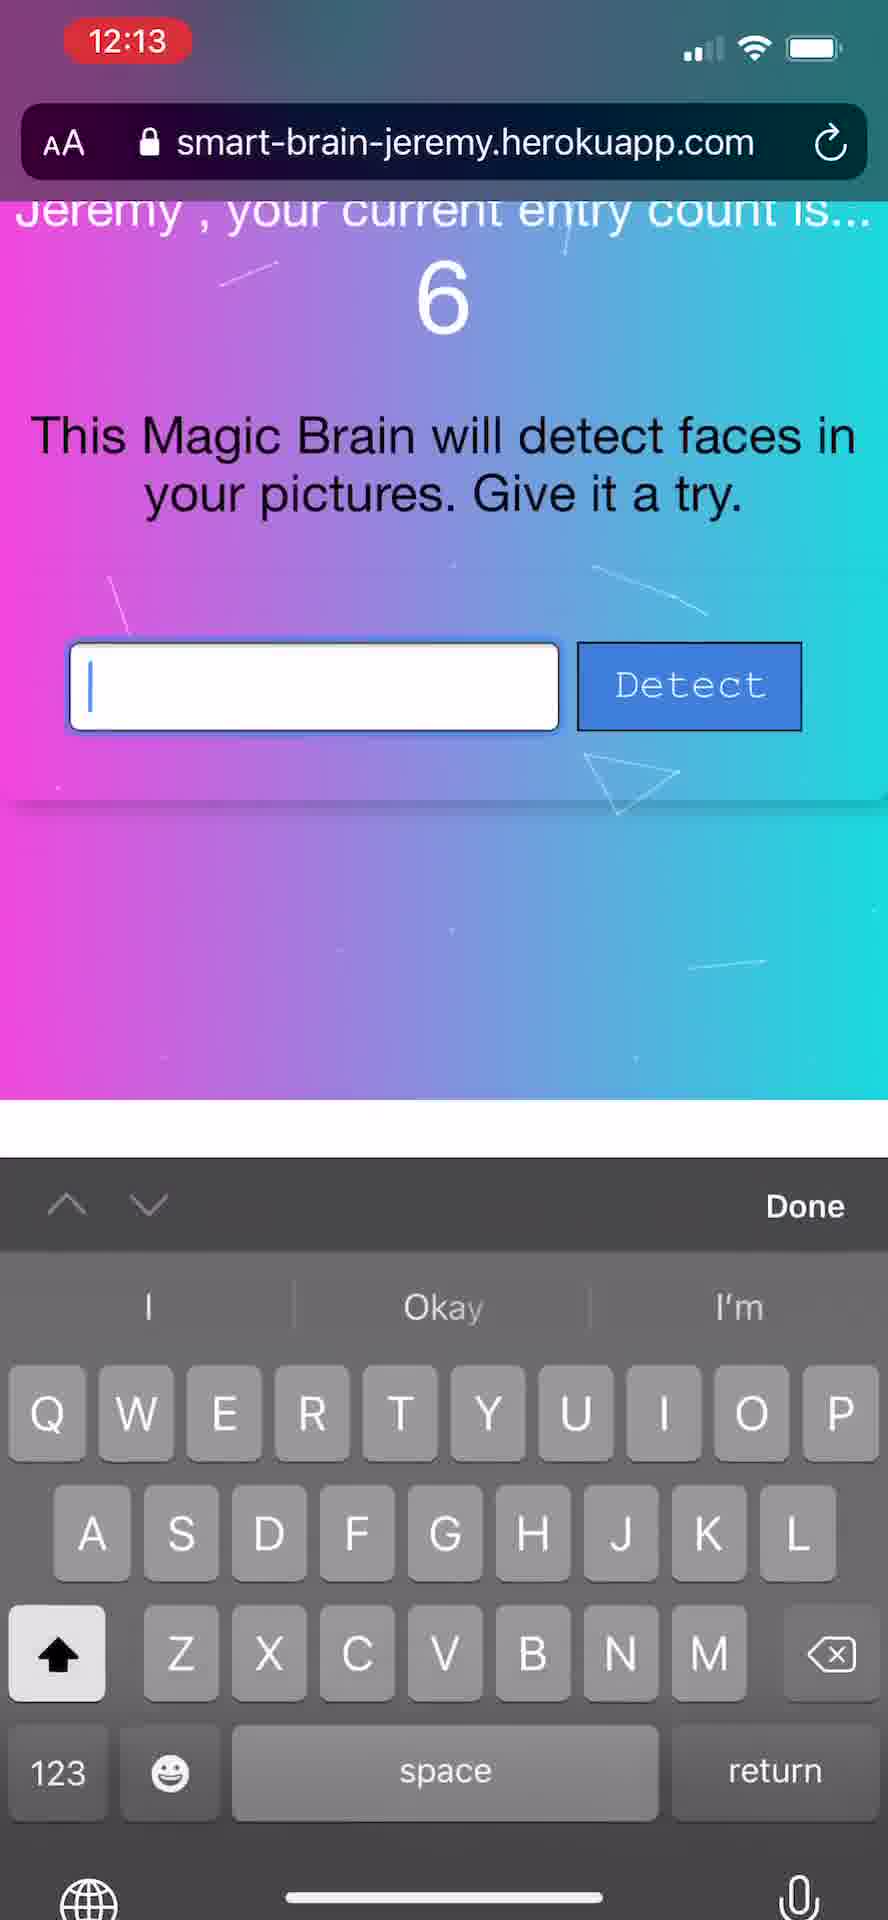 12:13
AA smart-brain-jeremy.herokuapp.com
Jeremy , your current entry count is...
6
This Magic Brain will detect faces in
your pictures. Give it a try.
Detect
Done
I Okay I'm
Q W E R T Y U I O P
A S D F G H J K L
Z X C V B N M
123 space return